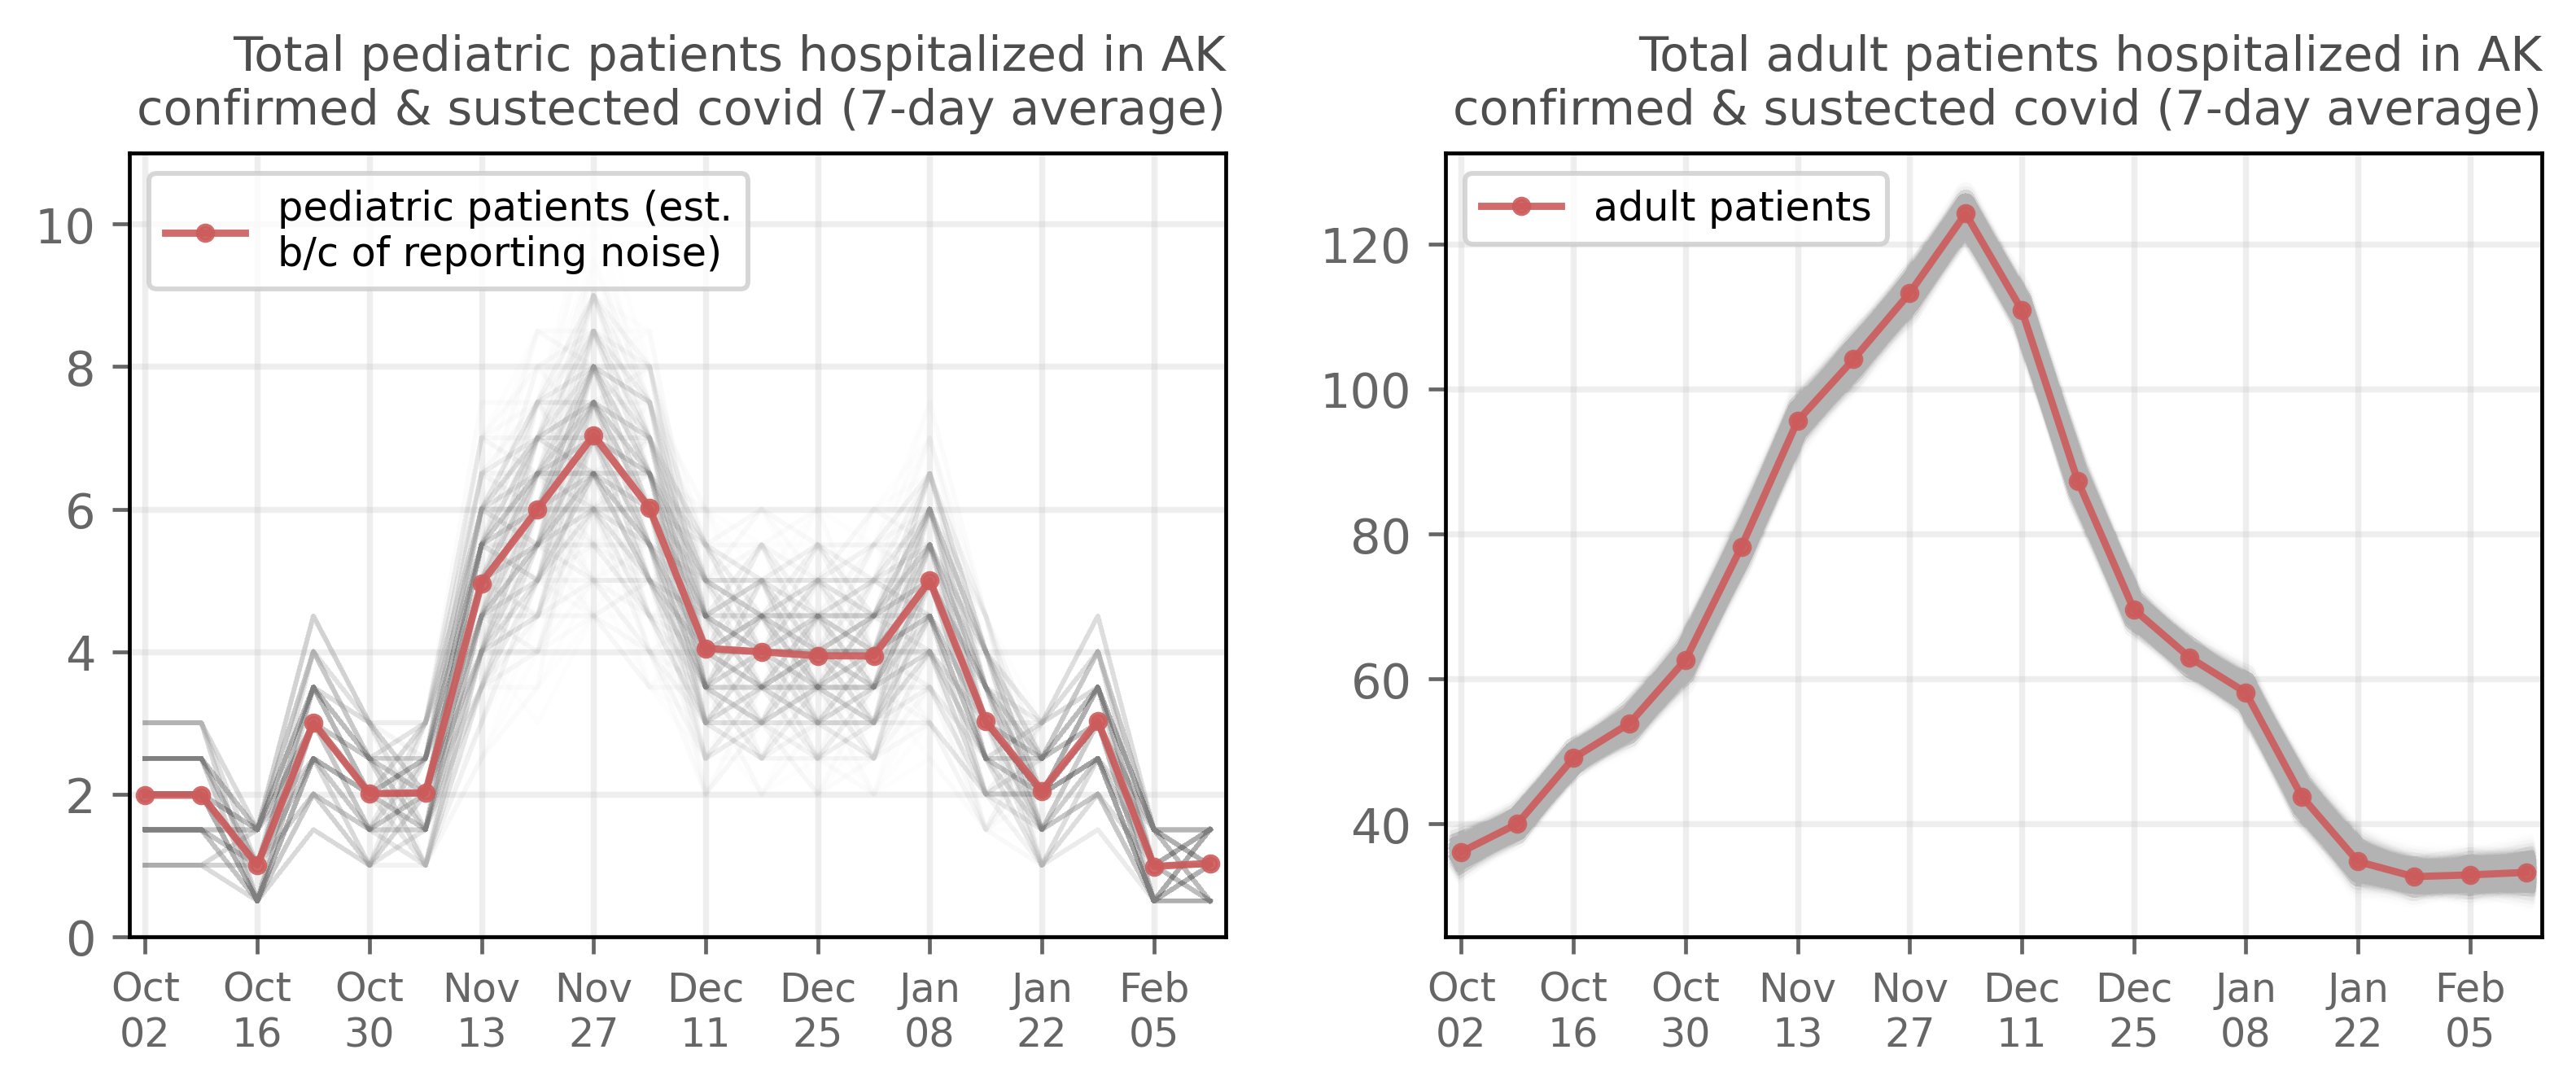 Total pediatric patients hospitalized in AK
confirmed & sustected covid (7-day average)
pediatric patients (est.
b/c of reporting noise)
10
8
6
4
2
0
Oct Oct Oct Nov Nov Dec Dec Jan Jan Feb
02 16 30 13 27 11 25 08 22 05
Total adult patients hospitalized in AK
confirmed & sustected covid (7-day average)
adult patients
120
100
80
60
40
Oct Oct Oct Nov Nov Dec Dec Jan Jan Feb
02 16 30 13 27 11 25 08 22 05